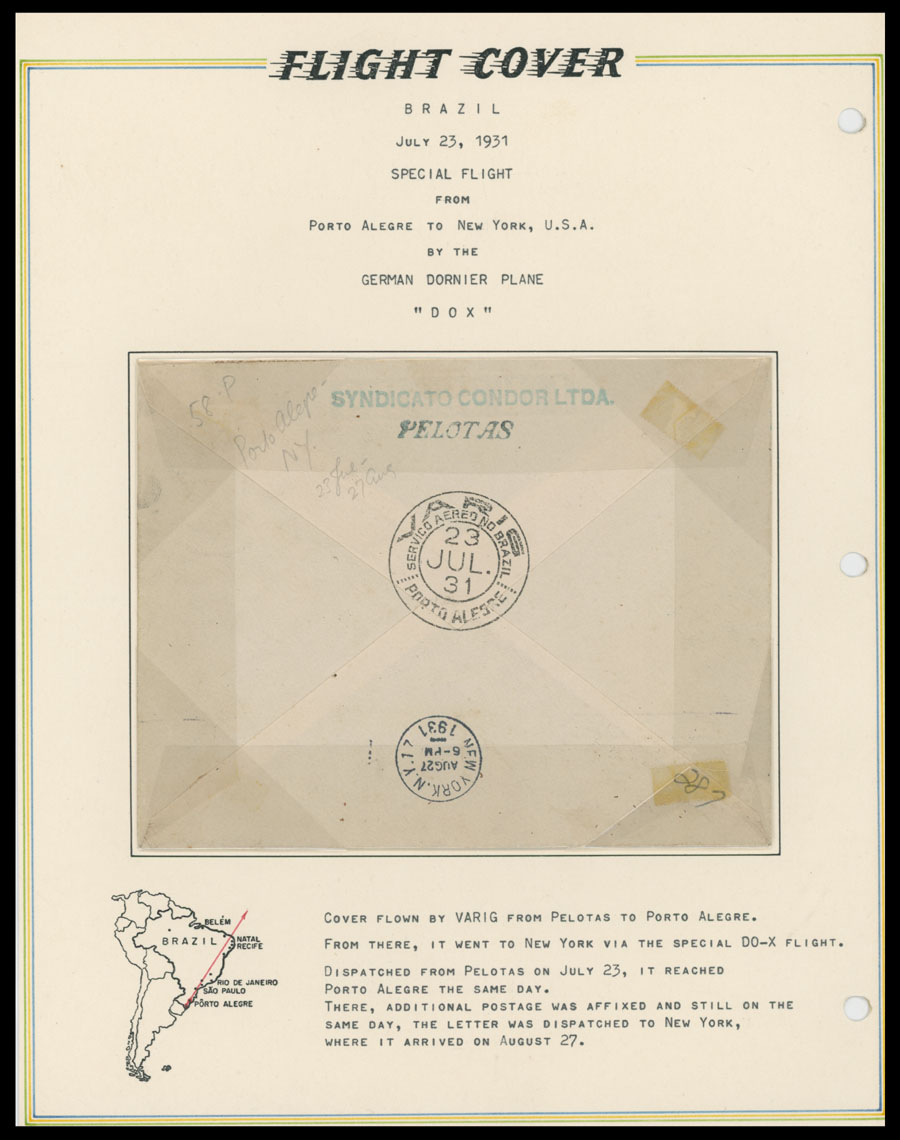 FLIGHT COVER
BRAZIL
JULY 23, 1931
SPECIAL FLIGHT
FROM
PORTO ALEGRE TO NEW YORK, U.S.A.
BY THE
GERMAN DORNIER PLANE
"DOX"
58.P
Porto Alegre-
NY.
27 Aug
SYNDICATO CONDOR LTDA.
PELOTAS
VARIG
SERVIÇO AEREO NO BRAZIL
23
JUL.
31
PORTO ALEGRE
NEW YORK, N.Y. 17
AUG 27
6-PM
1931
BELÉM
BRAZIL
NATAL
RECIFE
RIO DE JANEIRO
SÃO PAULO
PÔRTO ALEGRE
COVER FLOWN BY VARIG FROM PELOTAS TO PORTO ALEGRE.
FROM THERE, IT WENT TO NEW YORK VIA THE SPECIAL DO-X FLIGHT.
DISPATCHED FROM PELOTAS ON JULY 23, IT REACHED
PORTO ALEGRE THE SAME DAY.
THERE, ADDITIONAL POSTAGE WAS AFFIXED AND STILL ON THE
SAME DAY, THE LETTER WAS DISPATCHED TO NEW YORK,
WHERE IT ARRIVED ON AUGUST 27.